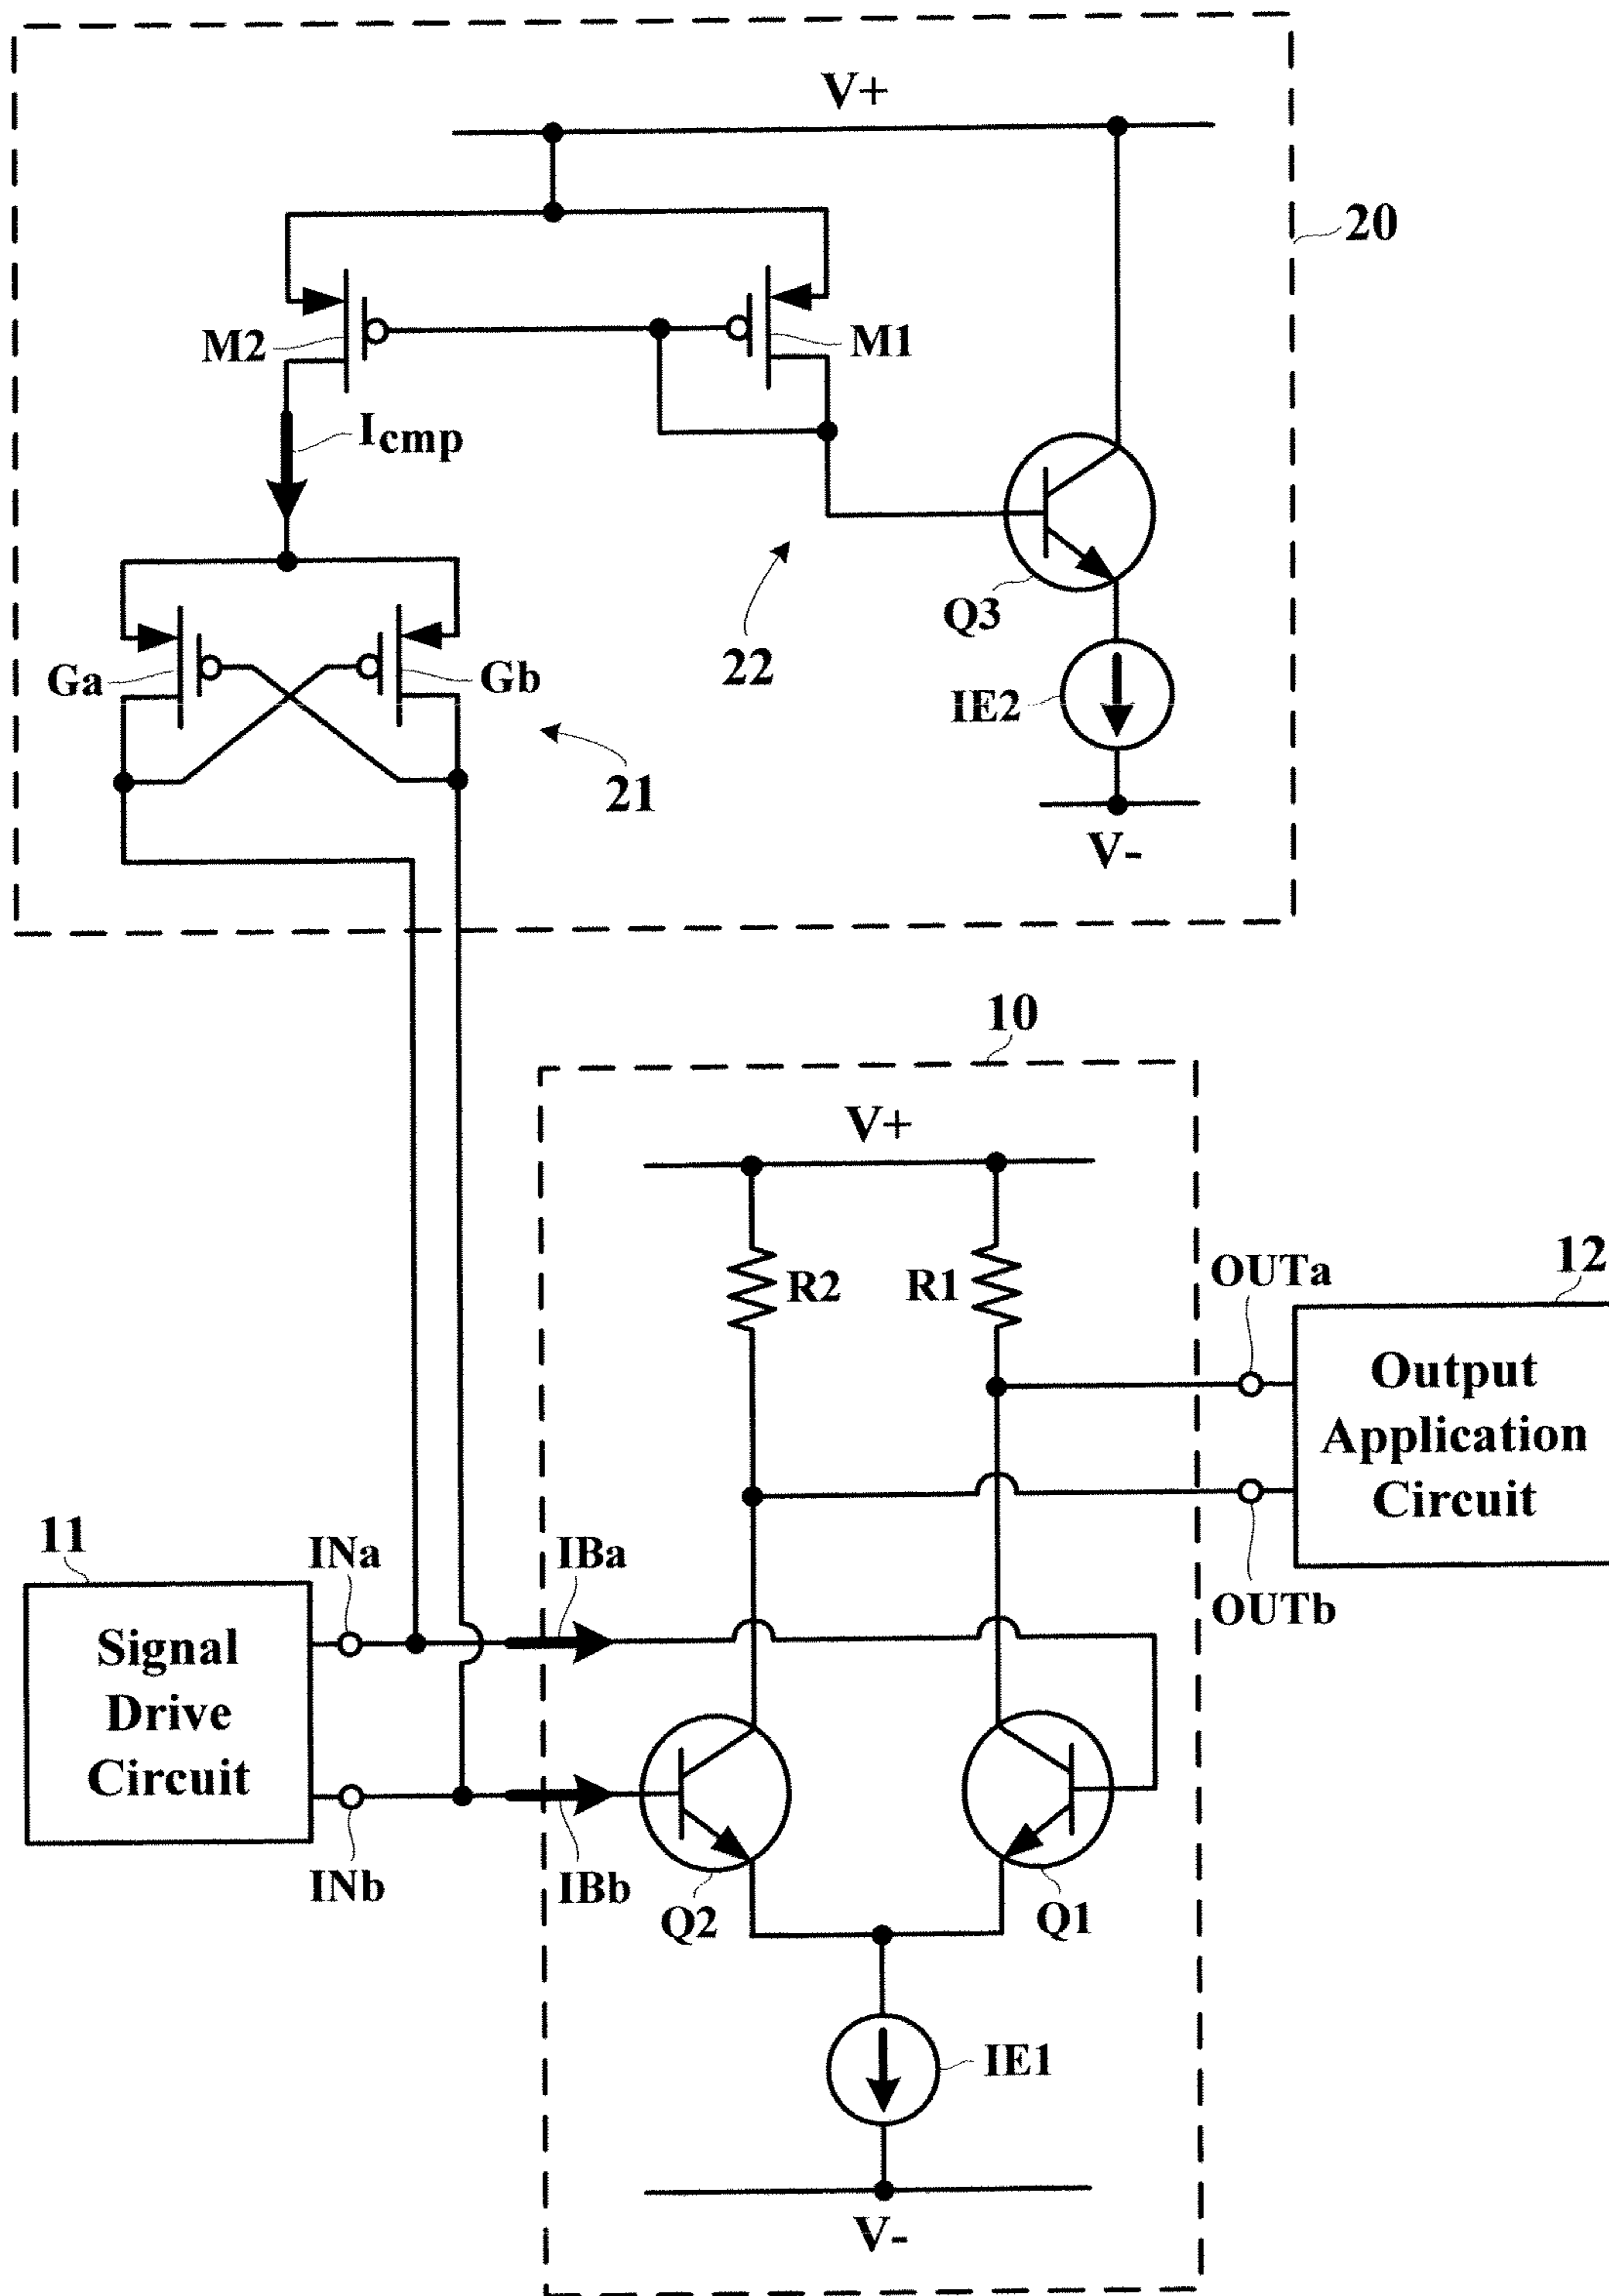 V+
20
M2
M1
Icmp
Q3
22
Ga
Gb
IE2
21
V-
10
V+
R2
R1
OUTa
12
Output
Application
Circuit
11
INa
IBa
OUTb
Signal
Drive
Circuit
INb
IBb
Q2
Q1
IE1
V-